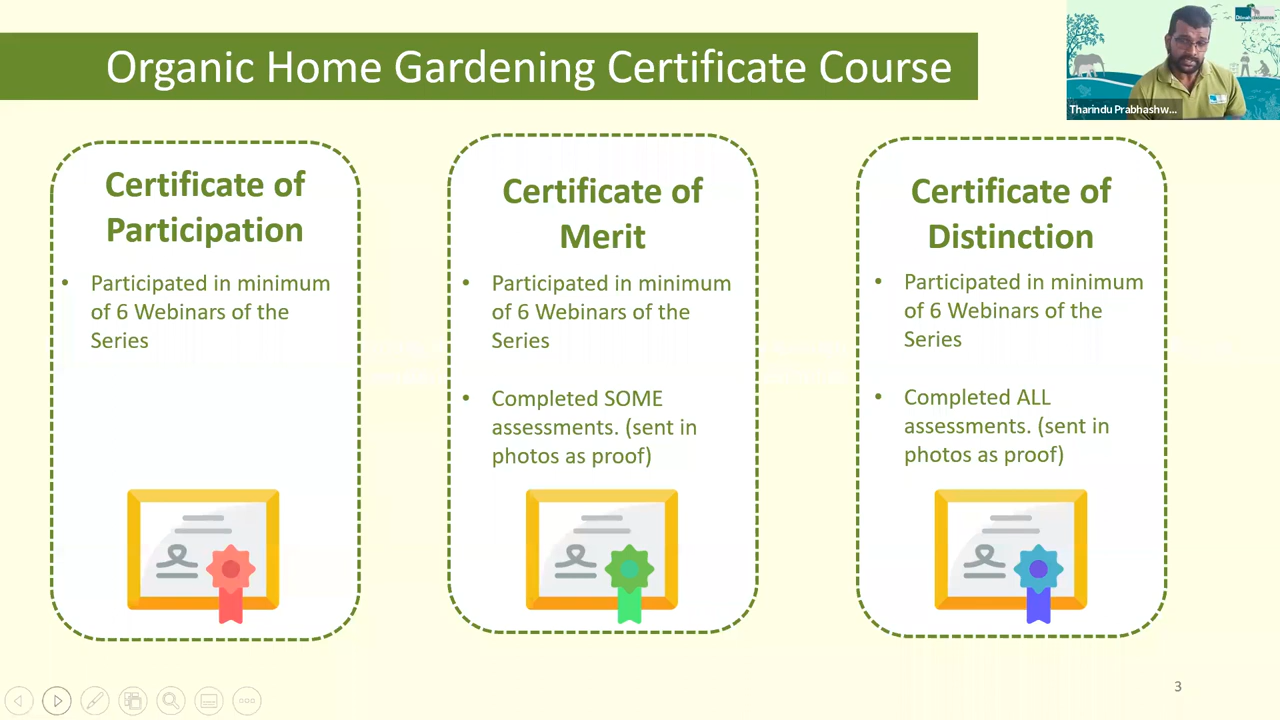 Organic Home Gardening Certificate Course
Tharindu Prabhashw...
Certificate of
Participation
• Participated in minimum
of 6 Webinars of the
Series
Certificate of
Merit
• Participated in minimum
of 6 Webinars of the
Series
• Completed SOME
assessments. (sent in
photos as proof)
Certificate of
Distinction
• Participated in minimum
of 6 Webinars of the
Series
• Completed ALL
assessments. (sent in
photos as proof)
3